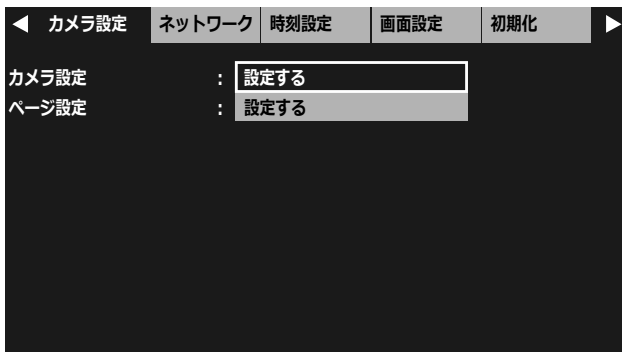 ◀ カメラ設定 ネットワーク 時刻設定 画面設定 初期化 ▶
カメラ設定 : 設定する
ページ設定 : 設定する